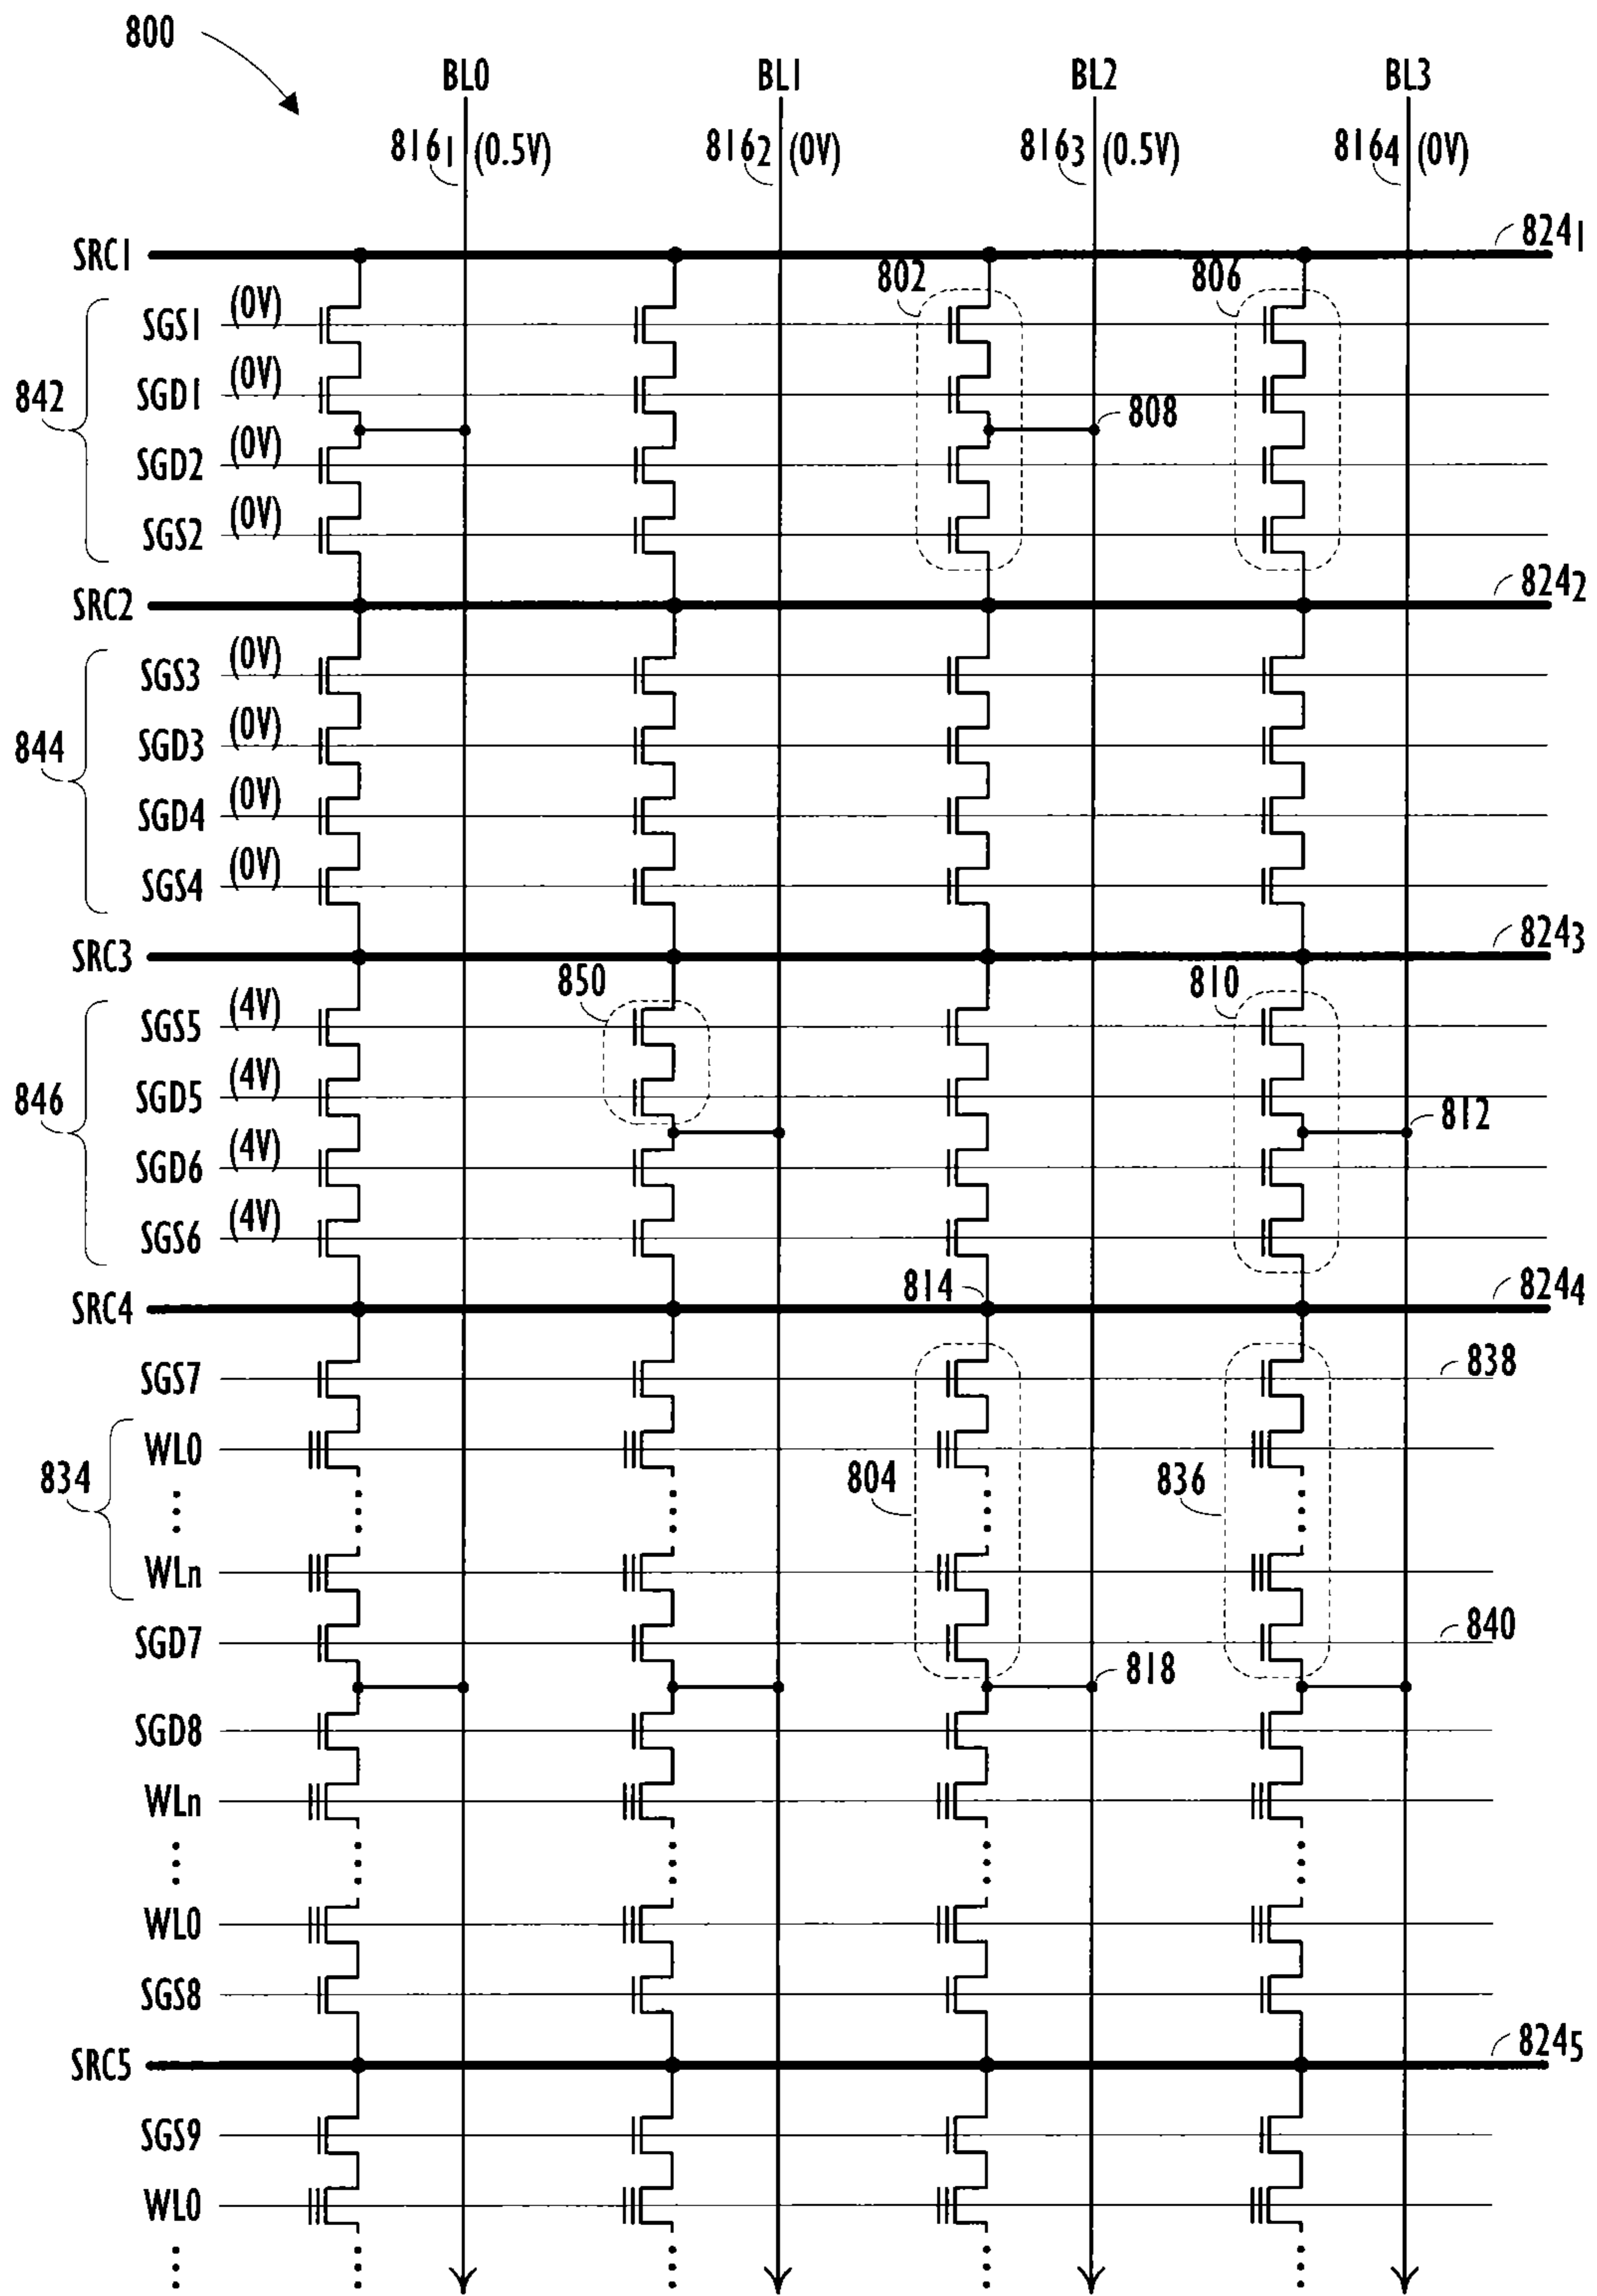 800
BL0 BL1 BL2 BL3
816₁ (0.5V) 816₂ (0V) 816₃ (0.5V) 816₄ (0V)
SRC1 824₁
802 806
SGS1 (0V)
842 SGD1 (0V) 808
SGD2 (0V)
SGS2 (0V)
SRC2 824₂
SGS3 (0V)
844 SGD3 (0V)
SGD4 (0V)
SGS4 (0V)
SRC3 824₃
850 810
SGS5 (4V)
846 SGD5 (4V) 812
SGD6 (4V)
SGS6 (4V)
814
SRC4 824₄
SGS7 838
WL0
834 804 836
WLn
SGD7 840
818
SGD8
WLn
WL0
SGS8
SRC5 824₅
SGS9
WL0